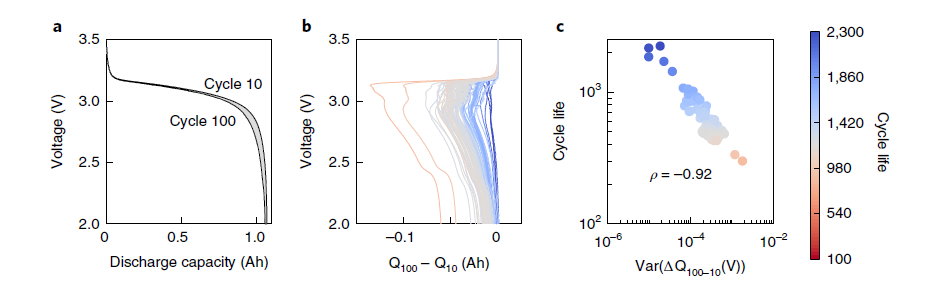 a
3.5
3.0
2.5
2.0
Voltage (V)
Cycle 10
Cycle 100
0
0.5
1.0
Discharge capacity (Ah)
b
3.5
3.0
2.5
2.0
Voltage (V)
–0.1
0
Q100 – Q10 (Ah)
c
10³
10²
Cycle life
ρ = –0.92
10⁻⁶
10⁻⁴
10⁻²
Var(ΔQ100–10(V))
2,300
1,860
1,420
980
540
100
Cycle life